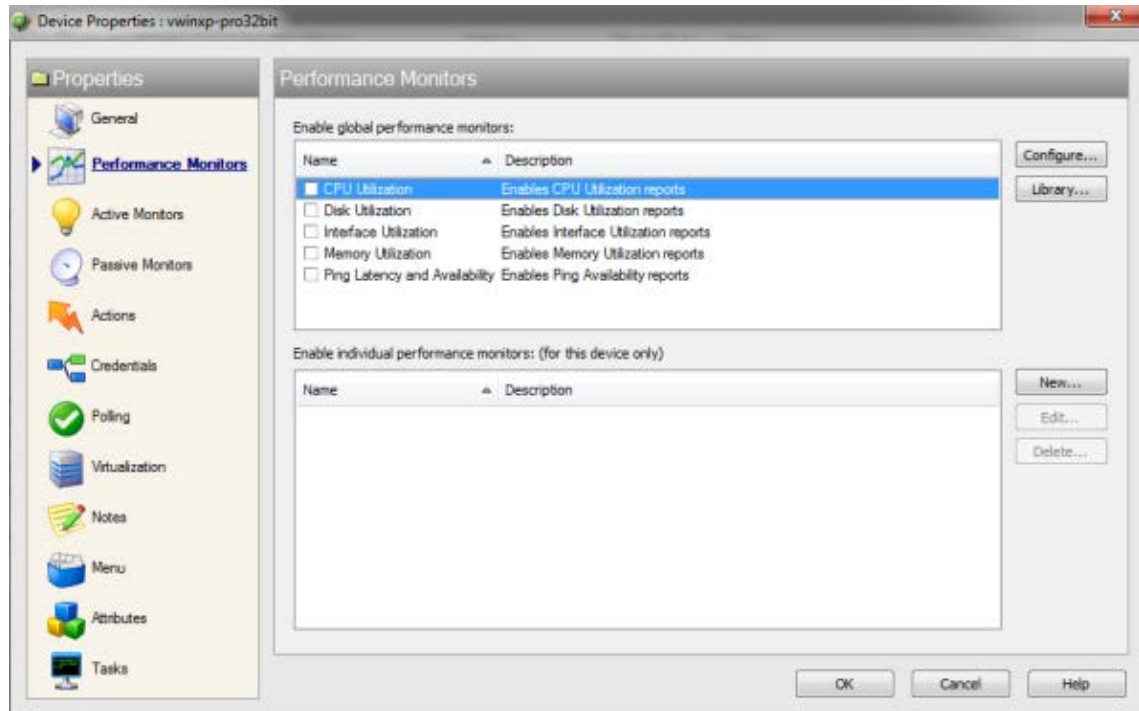 Device Properties : vwinxp-pro32bit
Properties
General
Performance Monitors
Active Monitors
Passive Monitors
Actions
Credentials
Polling
Virtualization
Notes
Menu
Attributes
Tasks
Performance Monitors
Enable global performance monitors:
Name Description
CPU Utilization Enables CPU Utilization reports
Disk Utilization Enables Disk Utilization reports
Interface Utilization Enables Interface Utilization reports
Memory Utilization Enables Memory Utilization reports
Ping Latency and Availability Enables Ping Availability reports
Configure...
Library...
Enable individual performance monitors: (for this device only)
Name Description
New...
Edit...
Delete...
OK Cancel Help